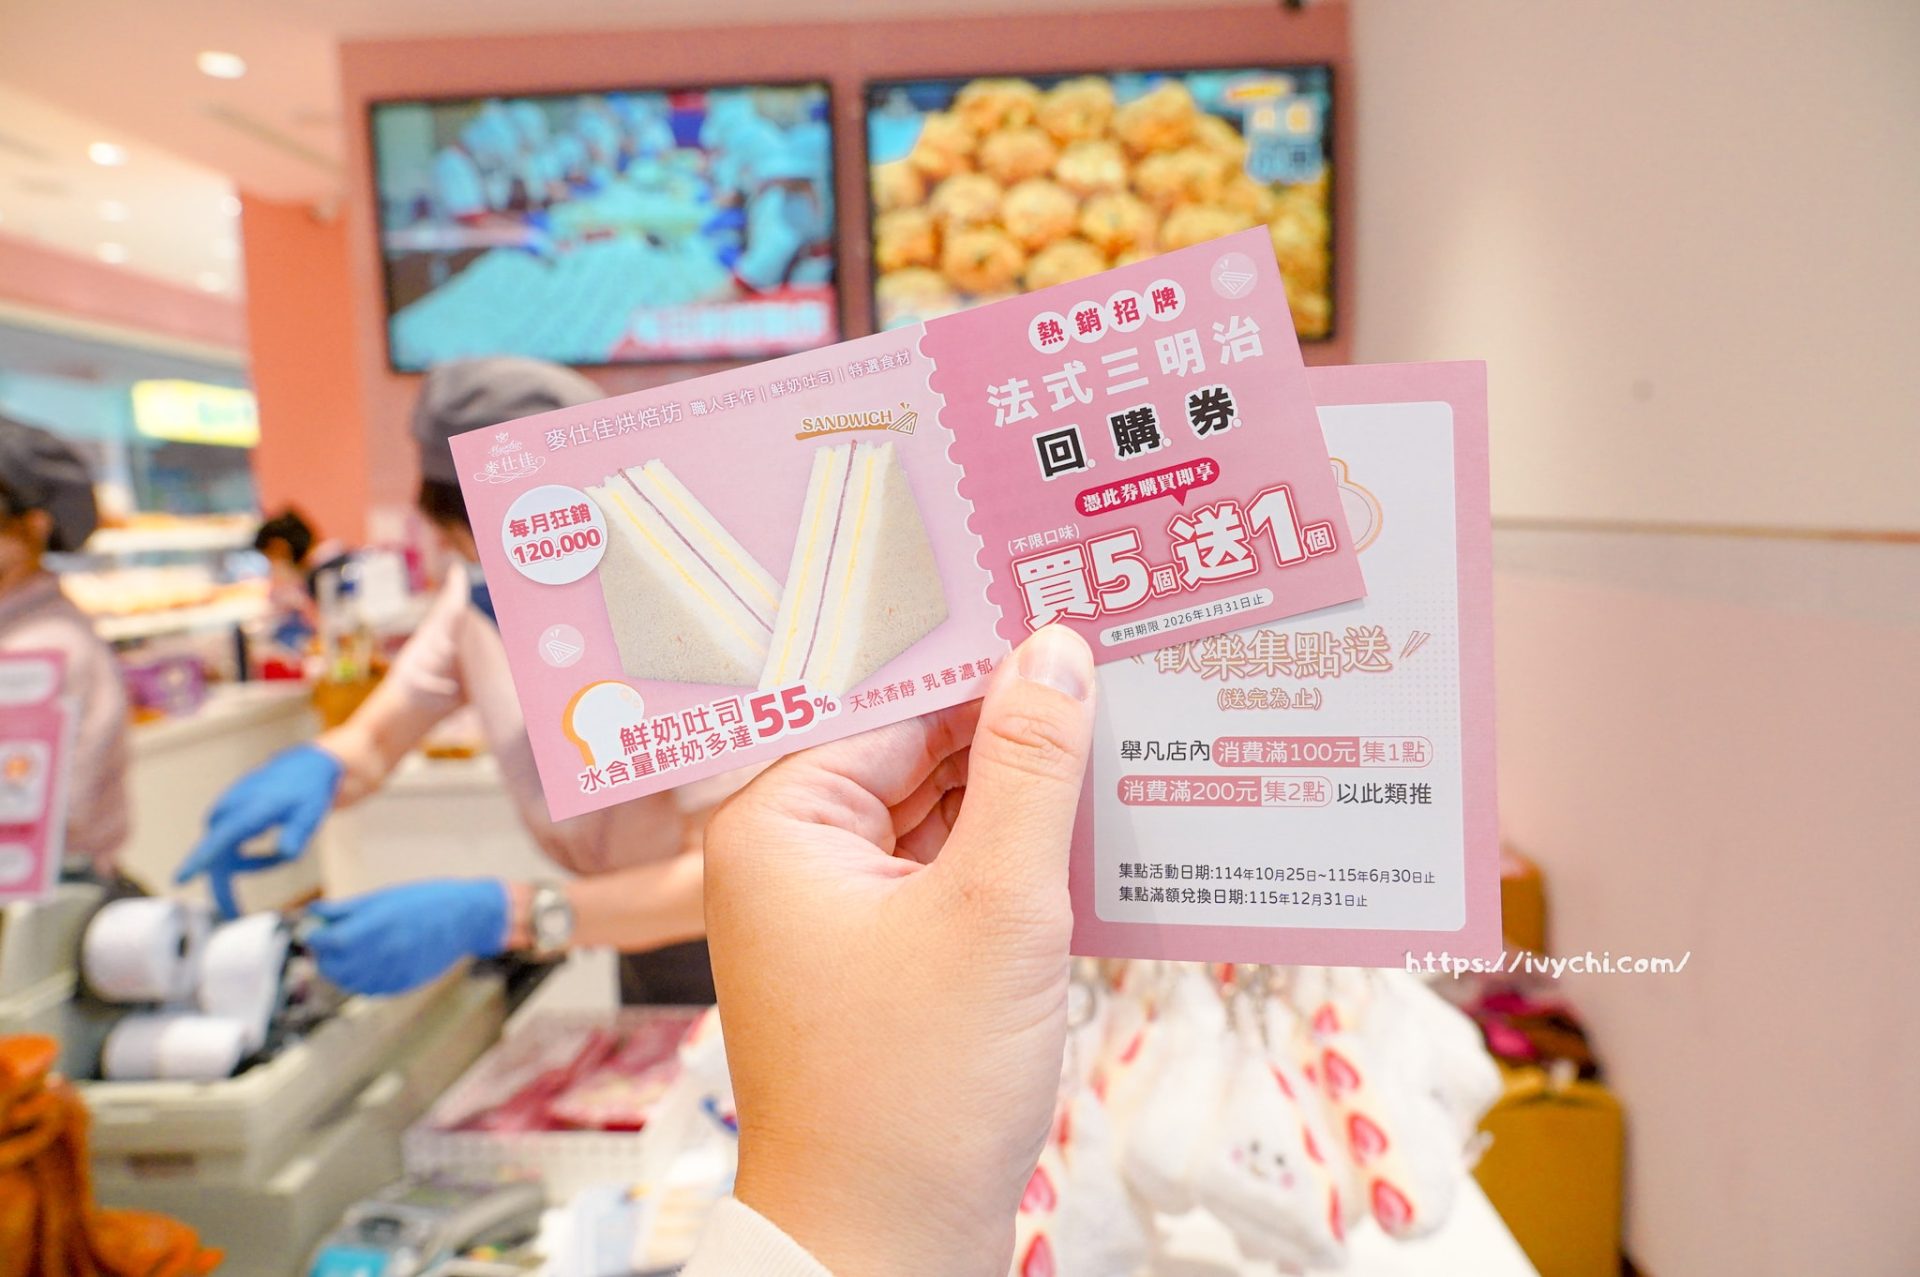 麥仕佳
麥仕佳烘焙坊 職人手作 | 鮮奶吐司 | 特選食材
SANDWICH
每月狂銷
120,000
鮮奶吐司
水含量鮮奶多達 55%
天然香醇 乳香濃郁
熱銷招牌
法式三明治
回購券
憑此券購買即享
(不限口味)
買5個送1個
使用期限 2026年1月31日止
歡樂集點送
(送完為止)
舉凡店內 消費滿100元 集1點
消費滿200元 集2點 以此類推
集點活動日期:114年10月25日~115年6月30日止
集點滿額兌換日期:115年12月31日止
https://ivychi.com/